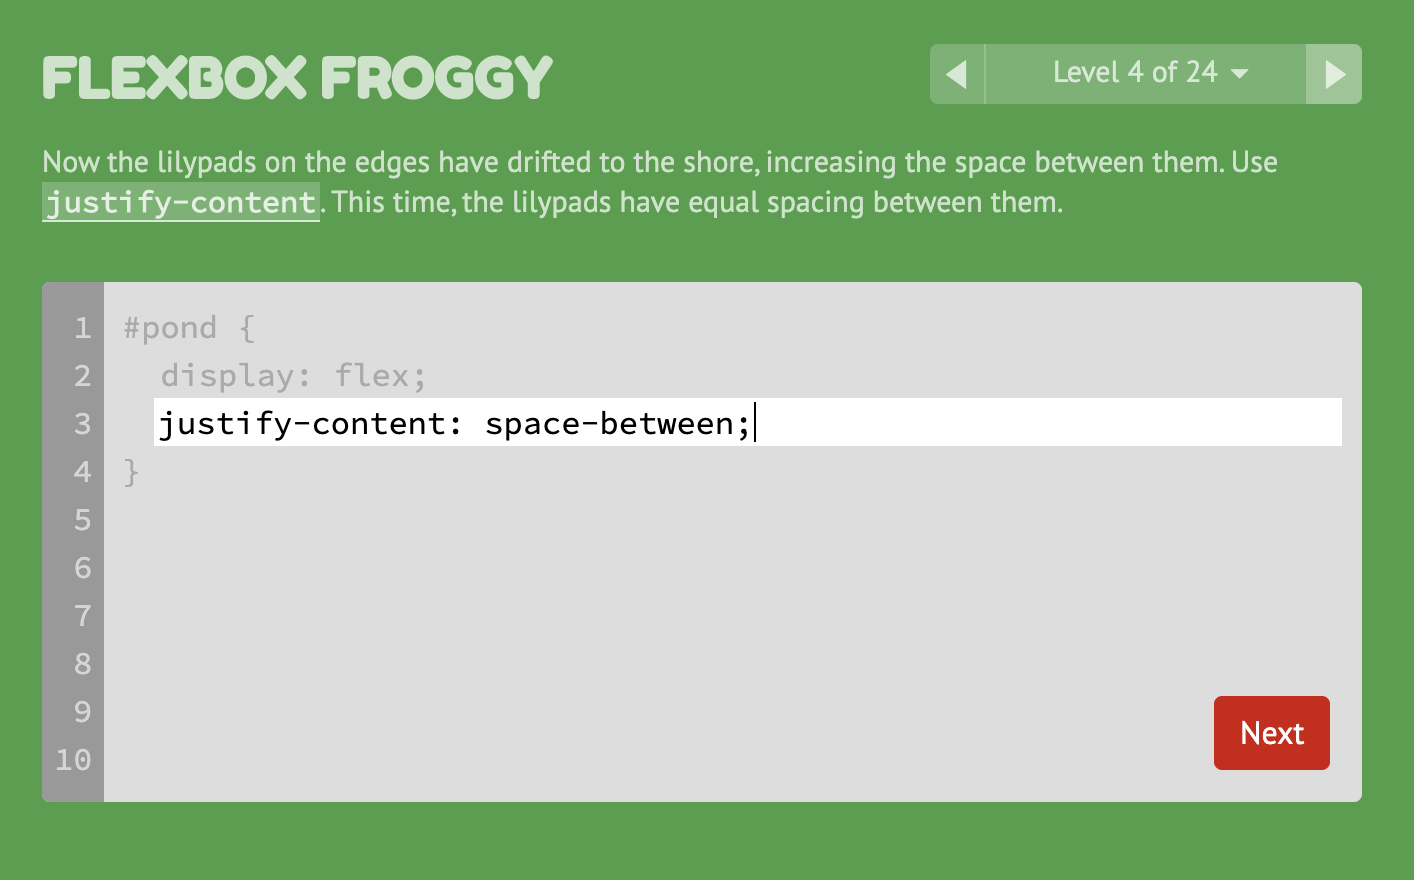 FLEXBOX FROGGY
Level 4 of 24
Now the lilypads on the edges have drifted to the shore, increasing the space between them. Use
justify-content. This time, the lilypads have equal spacing between them.
1 #pond {
2   display: flex;
3   justify-content: space-between;
4 }
5
6
7
8
9
10
Next